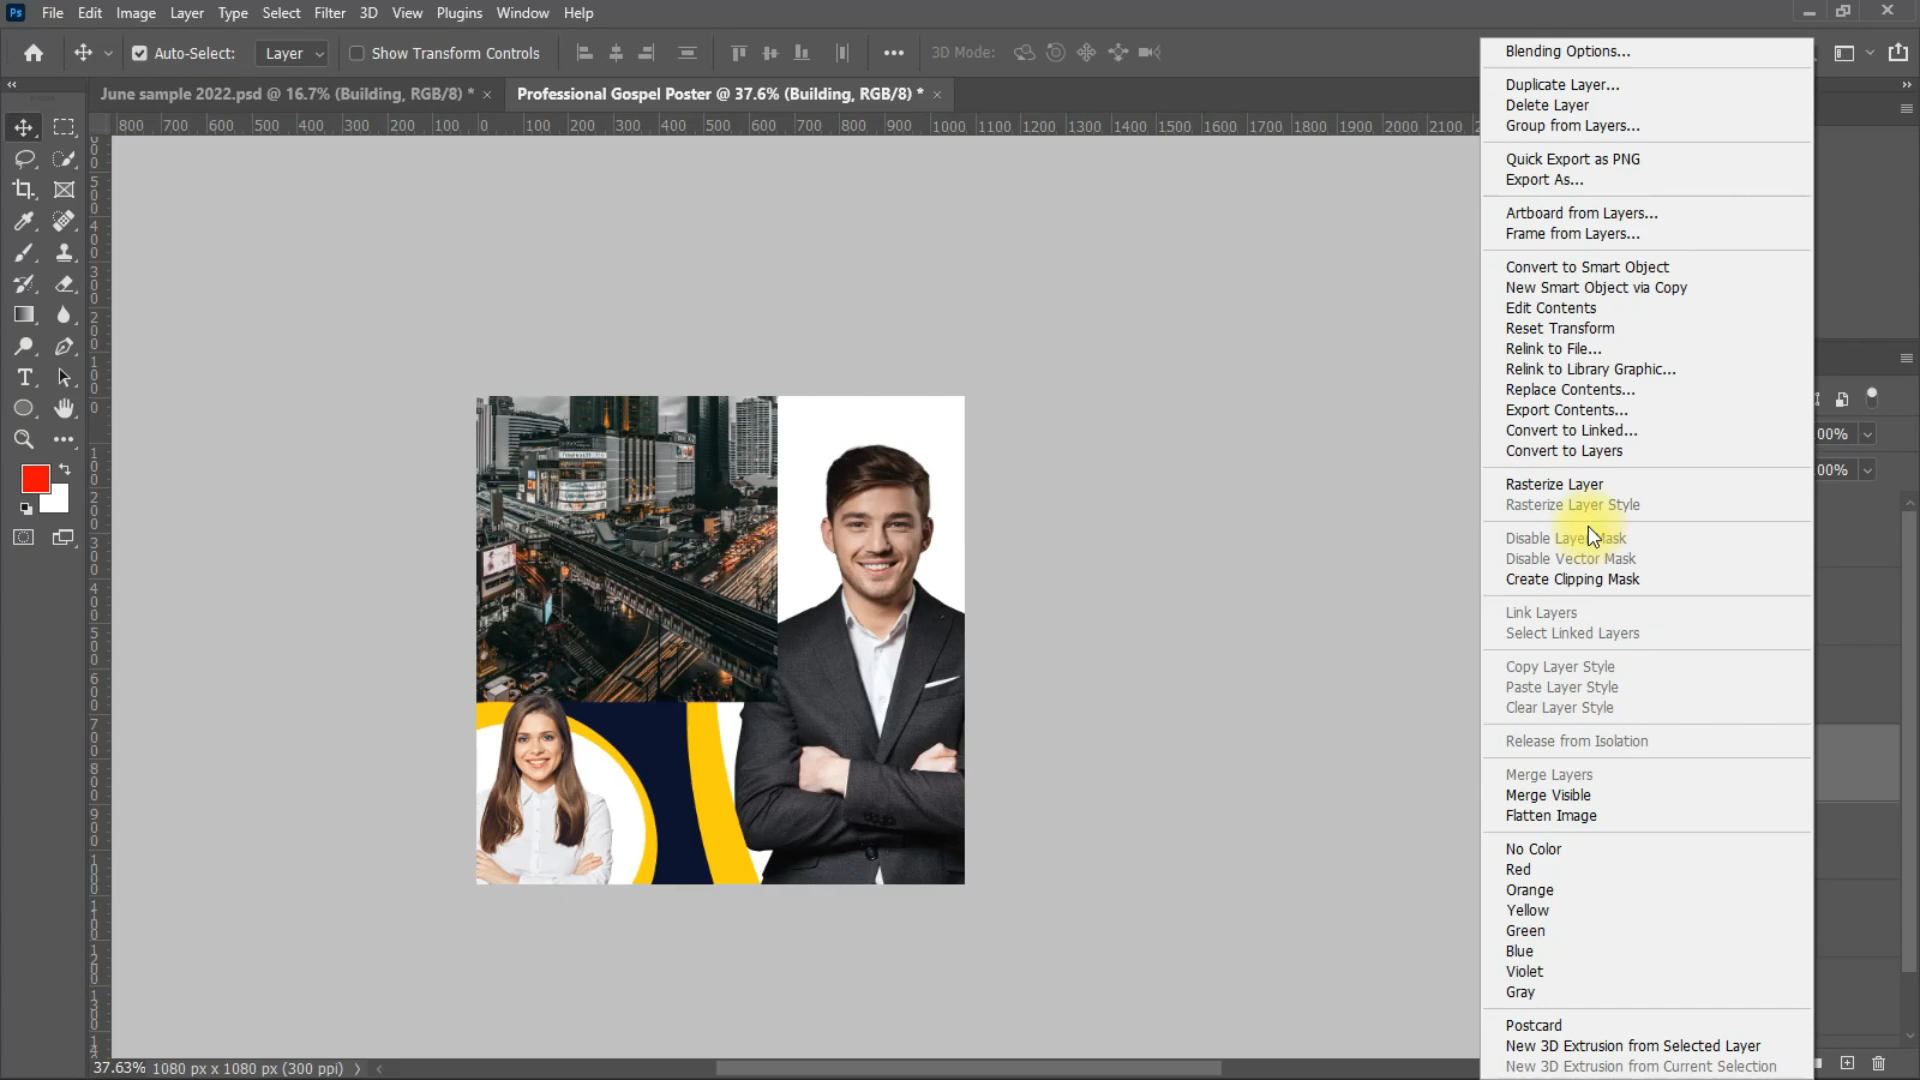 Ps File Edit Image Layer Type Select Filter 3D View Plugins Window Help
Auto-Select: Layer Show Transform Controls 3D Mode:
June sample 2022.psd @ 16.7% (Building, RGB/8) * × Professional Gospel Poster @ 37.6% (Building, RGB/8) * ×
800 700 600 500 400 300 200 100 0 100 200 300 400 500 600 700 800 900 1000 1100 1200 1300 1400 1500 1600 1700 1800 1900 2000 2100
Blending Options...
Duplicate Layer...
Delete Layer
Group from Layers...
Quick Export as PNG
Export As...
Artboard from Layers...
Frame from Layers...
Convert to Smart Object
New Smart Object via Copy
Edit Contents
Reset Transform
Relink to File...
Relink to Library Graphic...
Replace Contents...
Export Contents...
Convert to Linked...
Convert to Layers
Rasterize Layer
Rasterize Layer Style
Disable Layer Mask
Disable Vector Mask
Create Clipping Mask
Link Layers
Select Linked Layers
Copy Layer Style
Paste Layer Style
Clear Layer Style
Release from Isolation
Merge Layers
Merge Visible
Flatten Image
No Color
Red
Orange
Yellow
Green
Blue
Violet
Gray
Postcard
New 3D Extrusion from Selected Layer
New 3D Extrusion from Current Selection
00%
00%
37.63% 1080 px x 1080 px (300 ppi)